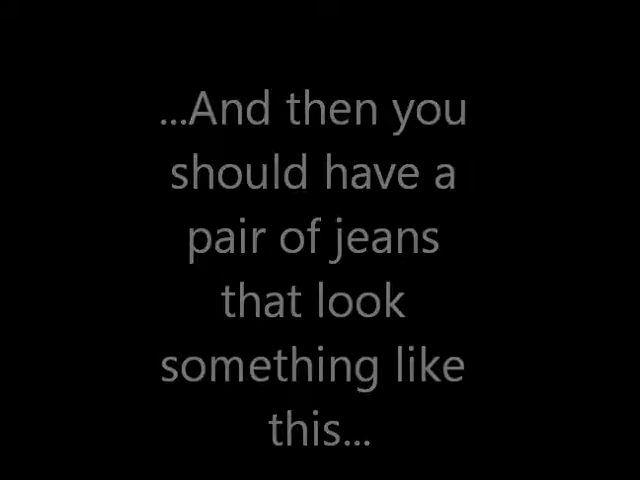 ...And then you
should have a
pair of jeans
that look
something like
this...